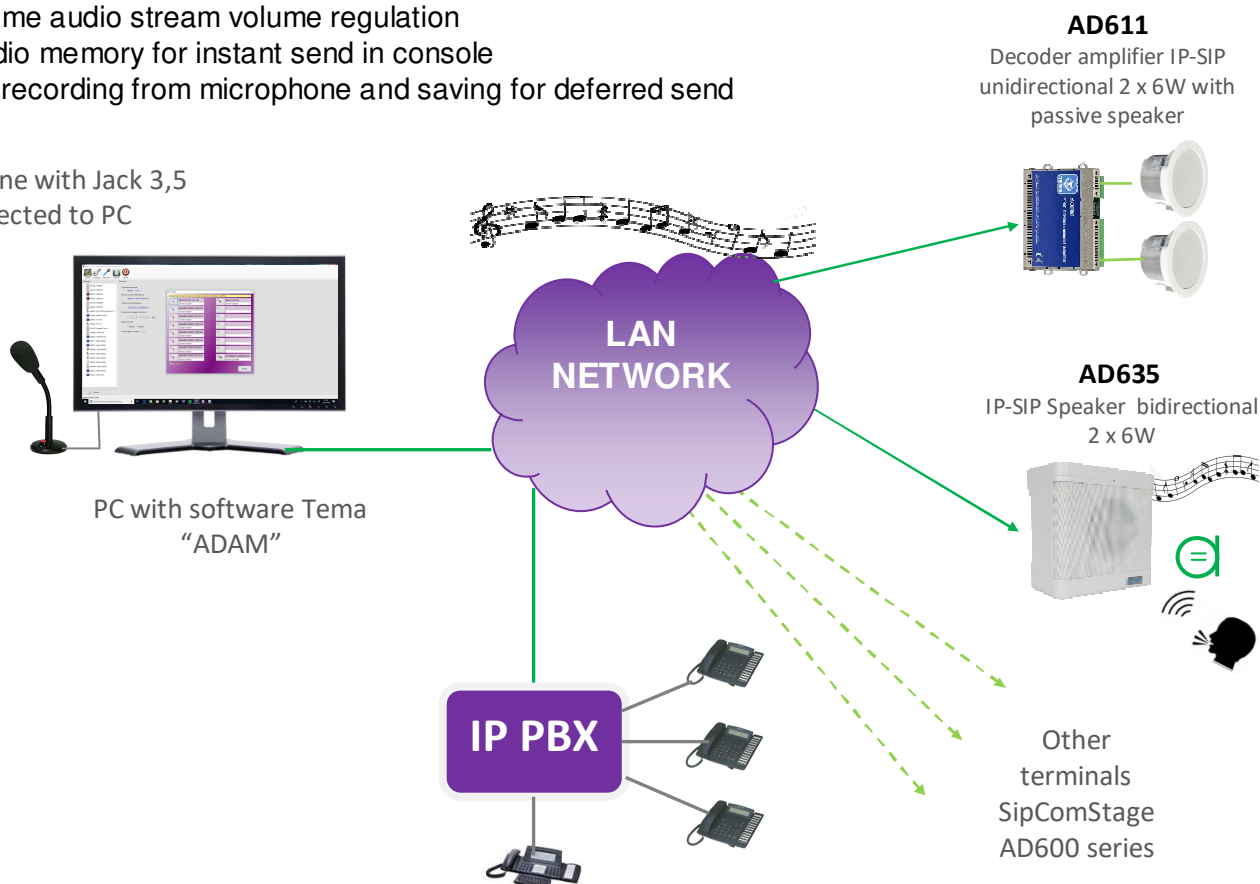 me audio stream volume regulation
dio memory for instant send in console
recording from microphone and saving for deferred send
ne with Jack 3,5
ected to PC
PC with software Tema
“ADAM”
LAN
NETWORK
IP PBX
AD611
Decoder amplifier IP-SIP
unidirectional 2 x 6W with
passive speaker
AD635
IP-SIP Speaker bidirectional
2 x 6W
Other
terminals
SipComStage
AD600 series